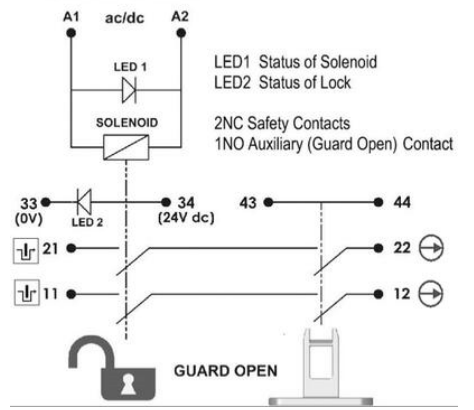 A1 ac/dc A2
LED 1
LED1 Status of Solenoid
LED2 Status of Lock
SOLENOID
2NC Safety Contacts
1NO Auxiliary (Guard Open) Contact
33 34 43 44
(0V) LED 2 (24V dc)
21 22
11 12
GUARD OPEN